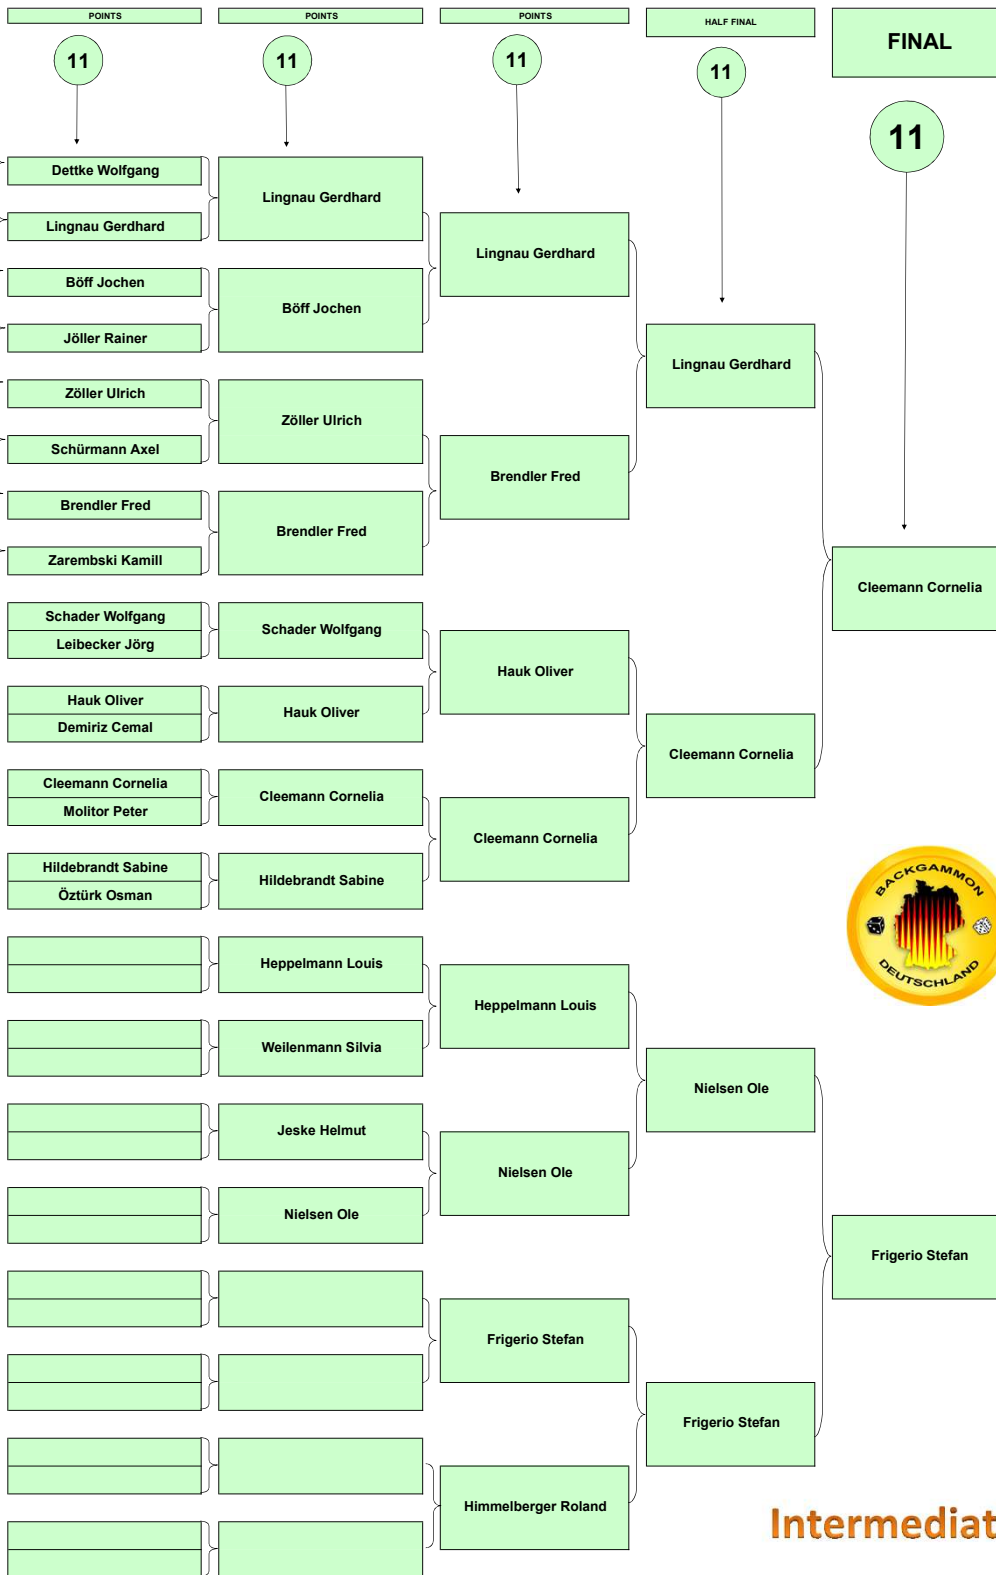 POINTS
POINTS
POINTS
HALF FINAL
FINAL
11
11
11
11
11
Dettke Wolfgang
Lingnau Gerdhard
Böff Jochen
Jöller Rainer
Zöller Ulrich
Schürmann Axel
Brendler Fred
Zarembski Kamill
Schader Wolfgang
Leibecker Jörg
Hauk Oliver
Demiriz Cemal
Cleemann Cornelia
Molitor Peter
Hildebrandt Sabine
Öztürk Osman
Lingnau Gerdhard
Böff Jochen
Zöller Ulrich
Brendler Fred
Schader Wolfgang
Hauk Oliver
Cleemann Cornelia
Hildebrandt Sabine
Heppelmann Louis
Weilenmann Silvia
Jeske Helmut
Nielsen Ole
Lingnau Gerdhard
Brendler Fred
Hauk Oliver
Cleemann Cornelia
Heppelmann Louis
Nielsen Ole
Frigerio Stefan
Himmelberger Roland
Lingnau Gerdhard
Cleemann Cornelia
Nielsen Ole
Frigerio Stefan
Cleemann Cornelia
Frigerio Stefan
BACKGAMMON
DEUTSCHLAND
Intermediat